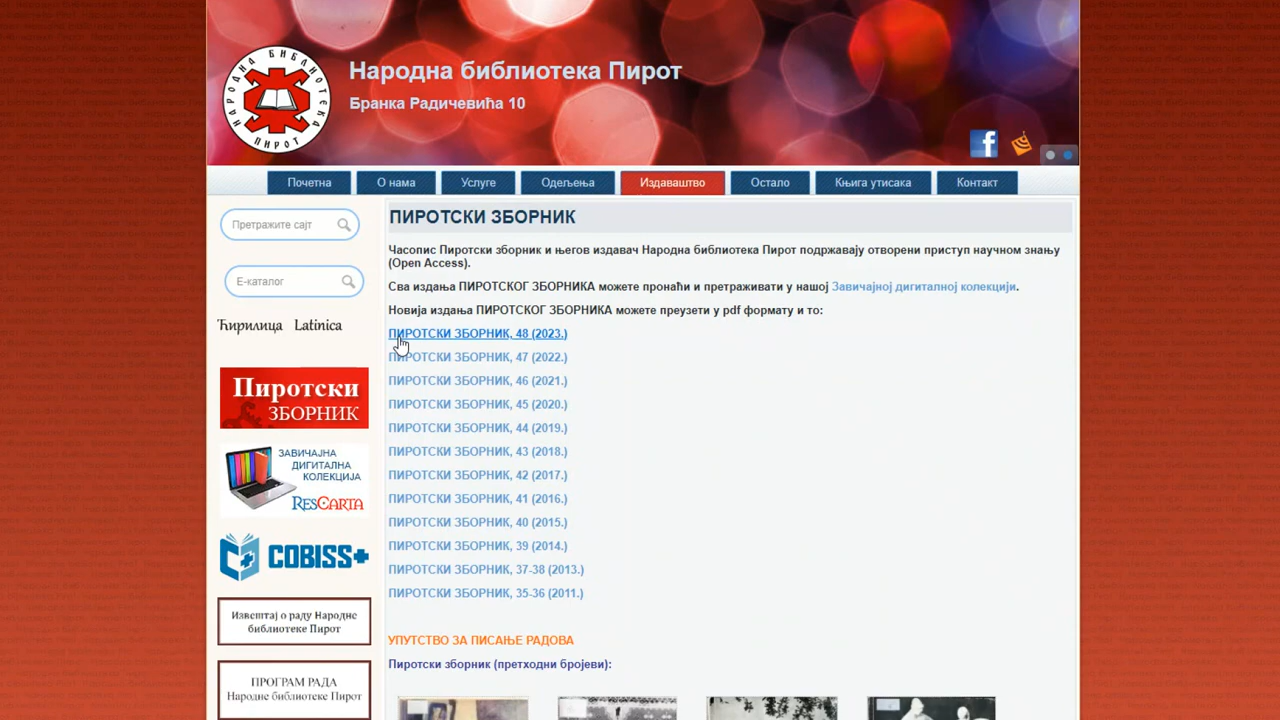 НАРОДНА БИБЛИОТЕКА
ПИРОТ
Народна библиотека Пирот
Бранка Радичевића 10
Почетна
О нама
Услуге
Одељења
Издаваштво
Остало
Књига утисака
Контакт
Претражите сајт
Е-каталог
Ћирилица Latinica
Пиротски
ЗБОРНИК
ЗАВИЧАЈНА
ДИГИТАЛНА
КОЛЕКЦИЈА
RESCARTA
COBISS+
Извештај о раду Народне
библиотеке Пирот
ПРОГРАМ РАДА
Народне библиотеке Пирот
ПИРОТСКИ ЗБОРНИК
Часопис Пиротски зборник и његов издавач Народна библиотека Пирот подржавају отворени приступ научном знању
(Open Access).
Сва издања ПИРОТСКОГ ЗБОРНИКА можете пронаћи и претраживати у нашој Завичајној дигиталној колекцији.
Новија издања ПИРОТСКОГ ЗБОРНИКА можете преузети у pdf формату и то:
ПИРОТСКИ ЗБОРНИК, 48 (2023.)
ПИРОТСКИ ЗБОРНИК, 47 (2022.)
ПИРОТСКИ ЗБОРНИК, 46 (2021.)
ПИРОТСКИ ЗБОРНИК, 45 (2020.)
ПИРОТСКИ ЗБОРНИК, 44 (2019.)
ПИРОТСКИ ЗБОРНИК, 43 (2018.)
ПИРОТСКИ ЗБОРНИК, 42 (2017.)
ПИРОТСКИ ЗБОРНИК, 41 (2016.)
ПИРОТСКИ ЗБОРНИК, 40 (2015.)
ПИРОТСКИ ЗБОРНИК, 39 (2014.)
ПИРОТСКИ ЗБОРНИК, 37-38 (2013.)
ПИРОТСКИ ЗБОРНИК, 35-36 (2011.)
УПУТСТВО ЗА ПИСАЊЕ РАДОВА
Пиротски зборник (претходни бројеви):